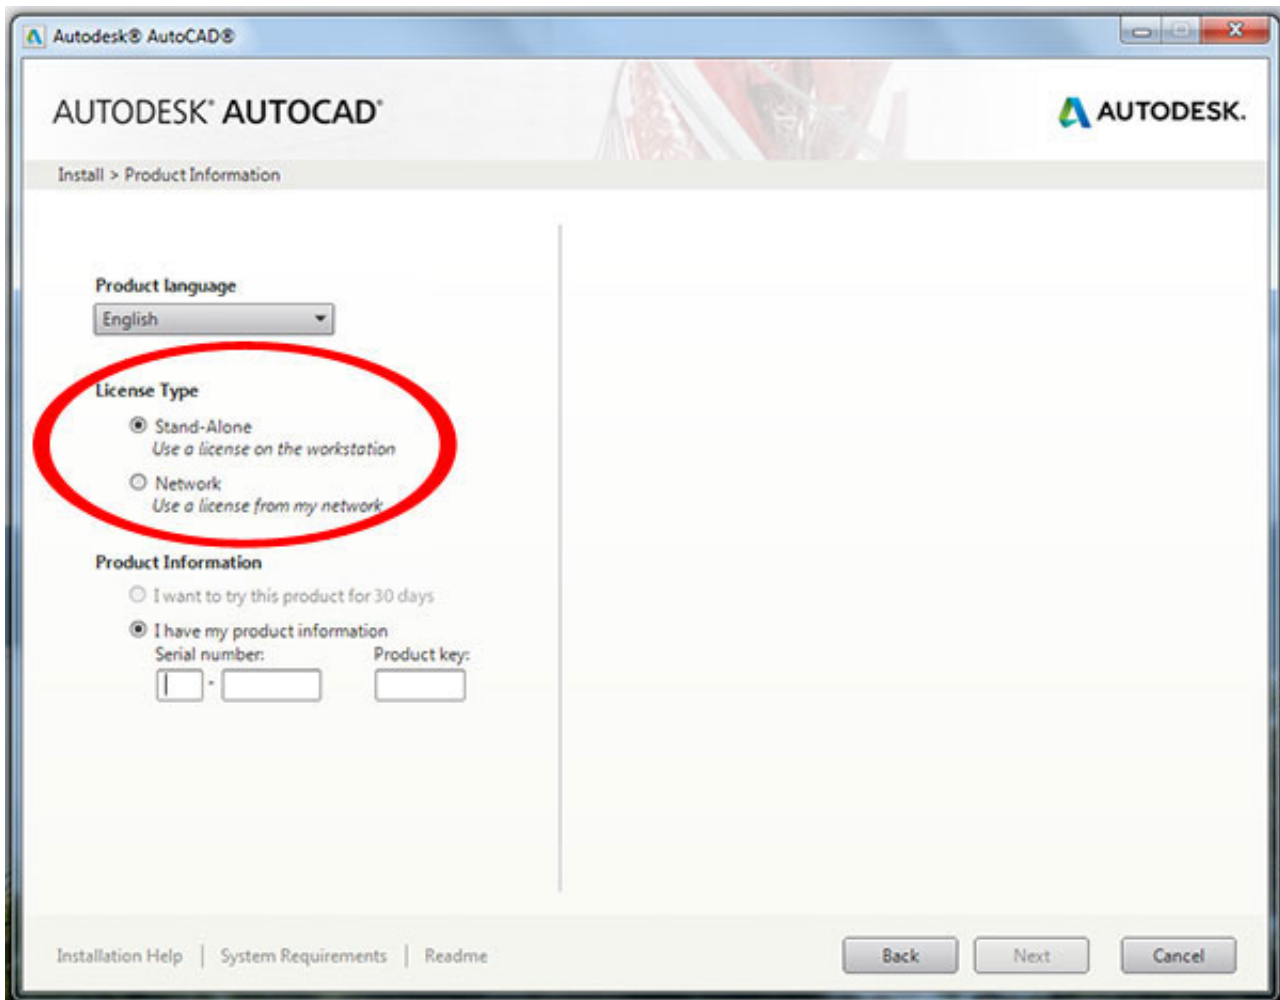 Autodesk® AutoCAD®
AUTODESK® AUTOCAD®
AUTODESK.
Install > Product Information
Product language
English
License Type
Stand-Alone
Use a license on the workstation
Network
Use a license from my network
Product Information
I want to try this product for 30 days
I have my product information
Serial number: Product key:
-
Installation Help | System Requirements | Readme
Back Next Cancel